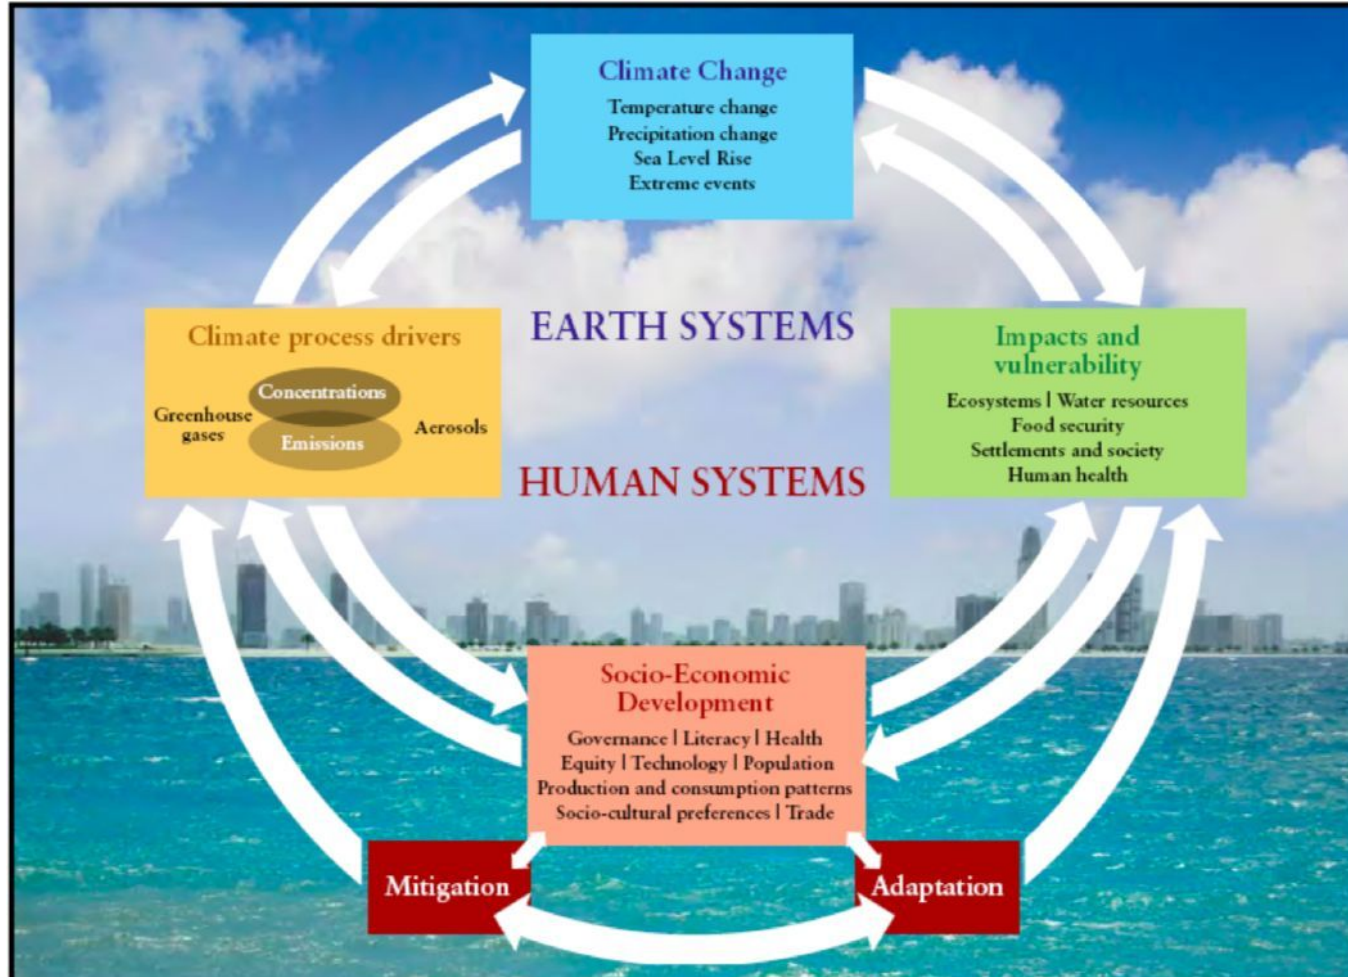 Climate Change
Temperature change
Precipitation change
Sea Level Rise
Extreme events
Climate process drivers
Concentrations
Greenhouse
gases
Emissions
Aerosols
EARTH SYSTEMS
HUMAN SYSTEMS
Impacts and
vulnerability
Ecosystems | Water resources
Food security
Settlements and society
Human health
Socio-Economic
Development
Governance | Literacy | Health
Equity | Technology | Population
Production and consumption patterns
Socio-cultural preferences | Trade
Mitigation
Adaptation